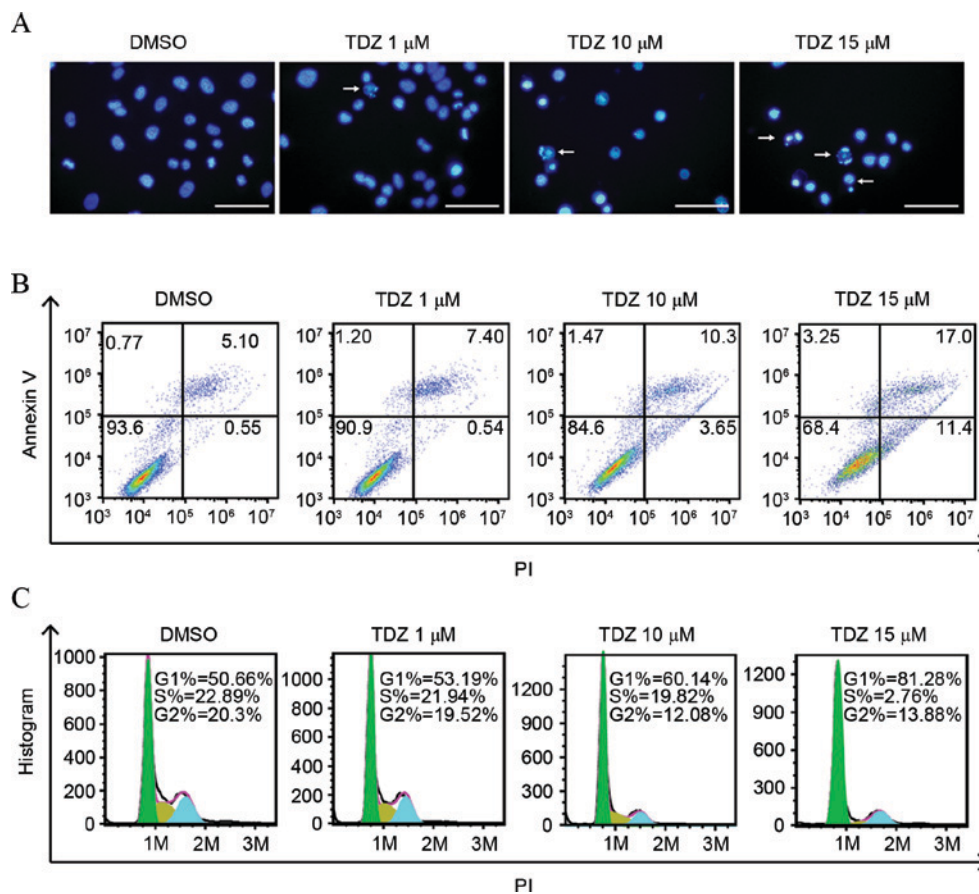 A
DMSO TDZ 1 μM TDZ 10 μM TDZ 15 μM
B
DMSO TDZ 1 μM TDZ 10 μM TDZ 15 μM
Annexin V
10⁷ 10⁷ 10⁷ 10⁷
0.77 5.10 1.20 7.40 1.47 10.3 3.25 17.0
10⁶ 10⁶ 10⁶ 10⁶
10⁵ 10⁵ 10⁵ 10⁵
93.6 0.55 90.9 0.54 84.6 3.65 68.4 11.4
10⁴ 10⁴ 10⁴ 10⁴
10³ 10³ 10³ 10³
10³ 10⁴ 10⁵ 10⁶ 10⁷ 10³ 10⁴ 10⁵ 10⁶ 10⁷ 10³ 10⁴ 10⁵ 10⁶ 10⁷ 10³ 10⁴ 10⁵ 10⁶ 10⁷
PI
C
DMSO TDZ 1 μM TDZ 10 μM TDZ 15 μM
Histogram
1000
800
600
400
200
0
G1%=50.66%
S%=22.89%
G2%=20.3%
1M 2M 3M
1000
800
600
400
200
0
G1%=53.19%
S%=21.94%
G2%=19.52%
1M 2M 3M
1200
900
600
300
0
G1%=60.14%
S%=19.82%
G2%=12.08%
1M 2M 3M
1200
900
600
300
0
G1%=81.28%
S%=2.76%
G2%=13.88%
1M 2M 3M
PI